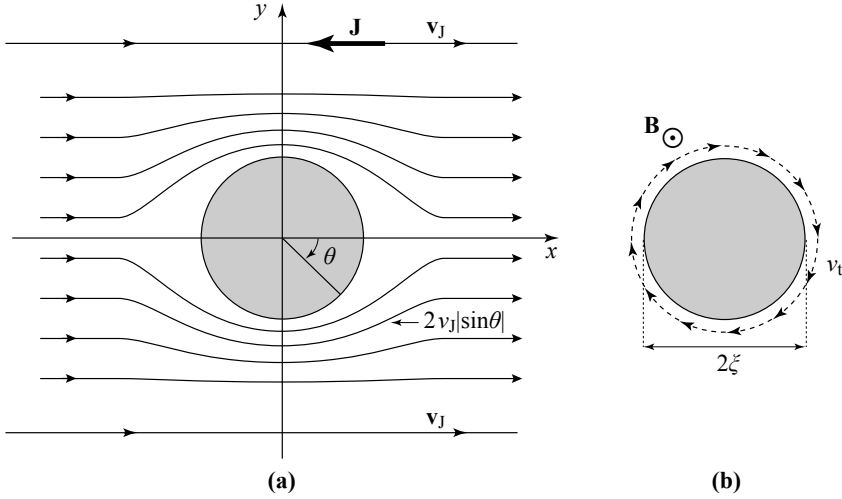 y
J v_J
B
θ
x
v_t
2v_J|sinθ|
2ξ
v_J
(a) (b)